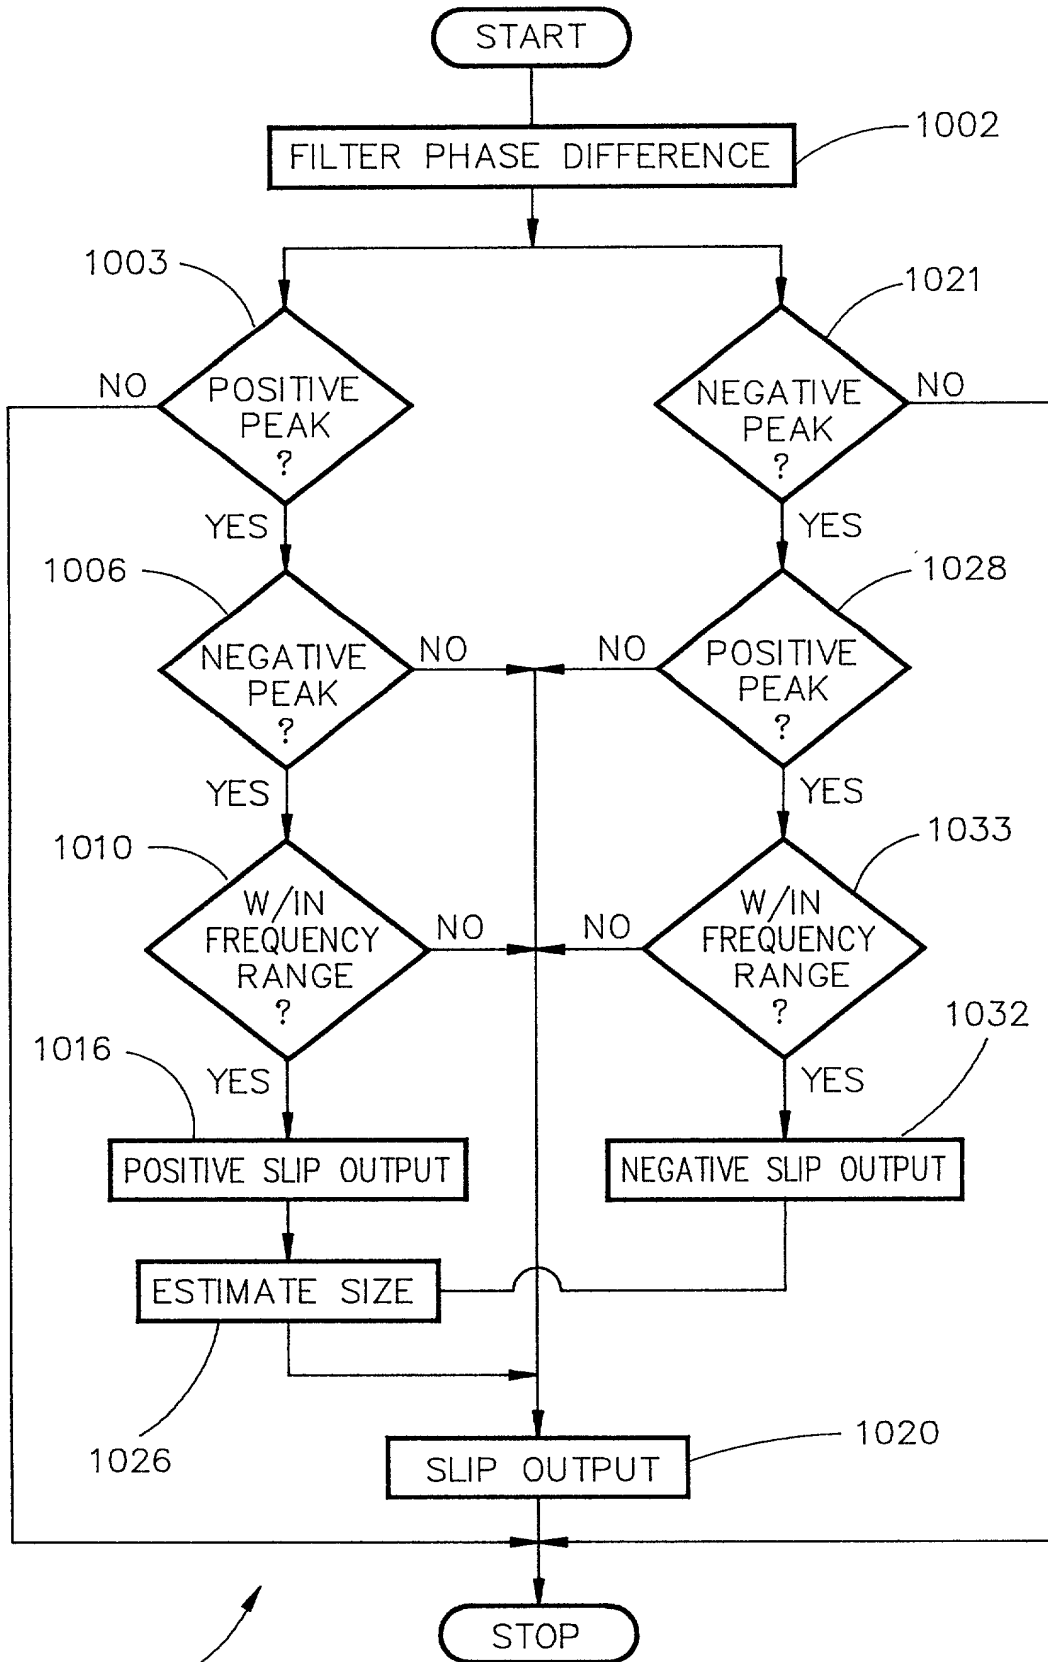 START
FILTER PHASE DIFFERENCE
1002
1003
1021
NO
POSITIVE
PEAK
?
NEGATIVE
PEAK
?
NO
YES
YES
1006
1028
NEGATIVE
PEAK
?
NO
NO
POSITIVE
PEAK
?
YES
YES
1010
1033
W/IN
FREQUENCY
RANGE
?
NO
NO
W/IN
FREQUENCY
RANGE
?
1032
1016
YES
YES
POSITIVE SLIP OUTPUT
NEGATIVE SLIP OUTPUT
ESTIMATE SIZE
1026
1020
SLIP OUTPUT
STOP